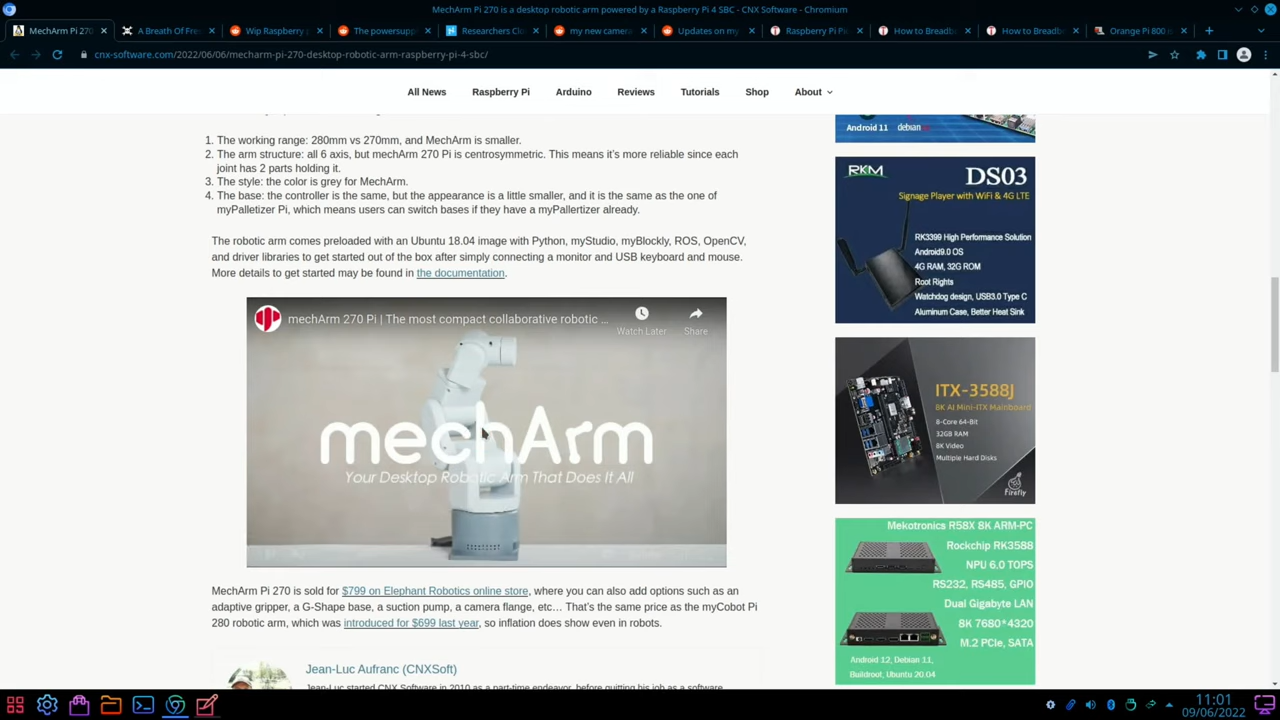 MechArm Pi 270 is a desktop robotic arm powered by a Raspberry Pi 4 SBC - CNX Software - Chromium
MechArm Pi 270
A Breath Of Fre
Wip Raspberry
The powersupp
Researchers Cl
my new camera
Updates on my
Raspberry Pi Pi
How to Breadb
How to Breadb
Orange Pi 800 is
cnx-software.com/2022/06/06/mecharm-pi-270-desktop-robotic-arm-raspberry-pi-4-sbc/
All News
Raspberry Pi
Arduino
Reviews
Tutorials
Shop
About
1. The working range: 280mm vs 270mm, and MechArm is smaller.
2. The arm structure: all 6 axis, but mechArm 270 Pi is centrosymmetric. This means it's more reliable since each
joint has 2 parts holding it.
3. The style: the color is grey for MechArm.
4. The base: the controller is the same, but the appearance is a little smaller, and it is the same as the one of
myPalletizer Pi, which means users can switch bases if they have a myPallertizer already.
The robotic arm comes preloaded with an Ubuntu 18.04 image with Python, myStudio, myBlockly, ROS, OpenCV,
and driver libraries to get started out of the box after simply connecting a monitor and USB keyboard and mouse.
More details to get started may be found in the documentation.
mechArm 270 Pi | The most compact collaborative robotic ...
Watch Later
Share
mechArm
Your Desktop Robotic Arm That Does It All
MechArm Pi 270 is sold for $799 on Elephant Robotics online store, where you can also add options such as an
adaptive gripper, a G-Shape base, a suction pump, a camera flange, etc… That's the same price as the myCobot Pi
280 robotic arm, which was introduced for $699 last year, so inflation does show even in robots.
Jean-Luc Aufranc (CNXSoft)
Jean-Luc started CNX Software in 2010 as a part-time endeavor, before quitting his job as a software
Android 11 debian
RKM
DS03
Signage Player with WiFi & 4G LTE
RK3399 High Performance Solution
Android9.0 OS
4G RAM, 32G ROM
Root Rights
Watchdog design, USB3.0 Type C
Aluminum Case, Better Heat Sink
ITX-3588J
8K AI Mini-ITX Mainboard
8-Core 64-Bit
32GB RAM
8K Video
Multiple Hard Disks
Firefly
Mekotronics R58X 8K ARM-PC
Rockchip RK3588
NPU 6.0 TOPS
RS232, RS485, GPIO
Dual Gigabyte LAN
8K 7680*4320
M.2 PCIe, SATA
Android 12, Debian 11,
Buildroot, Ubuntu 20.04
11:01
09/06/2022